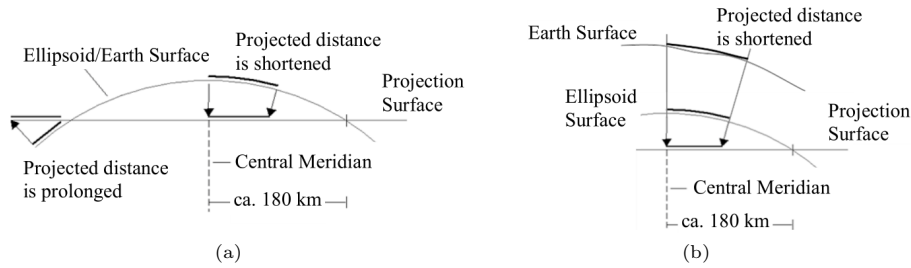 Ellipsoid/Earth Surface
Projected distance
is shortened
Projection
Surface
Projected distance
is prolonged
Central Meridian
ca. 180 km
(a)
Projected distance
is shortened
Earth Surface
Ellipsoid
Surface
Projection
Surface
Central Meridian
ca. 180 km
(b)